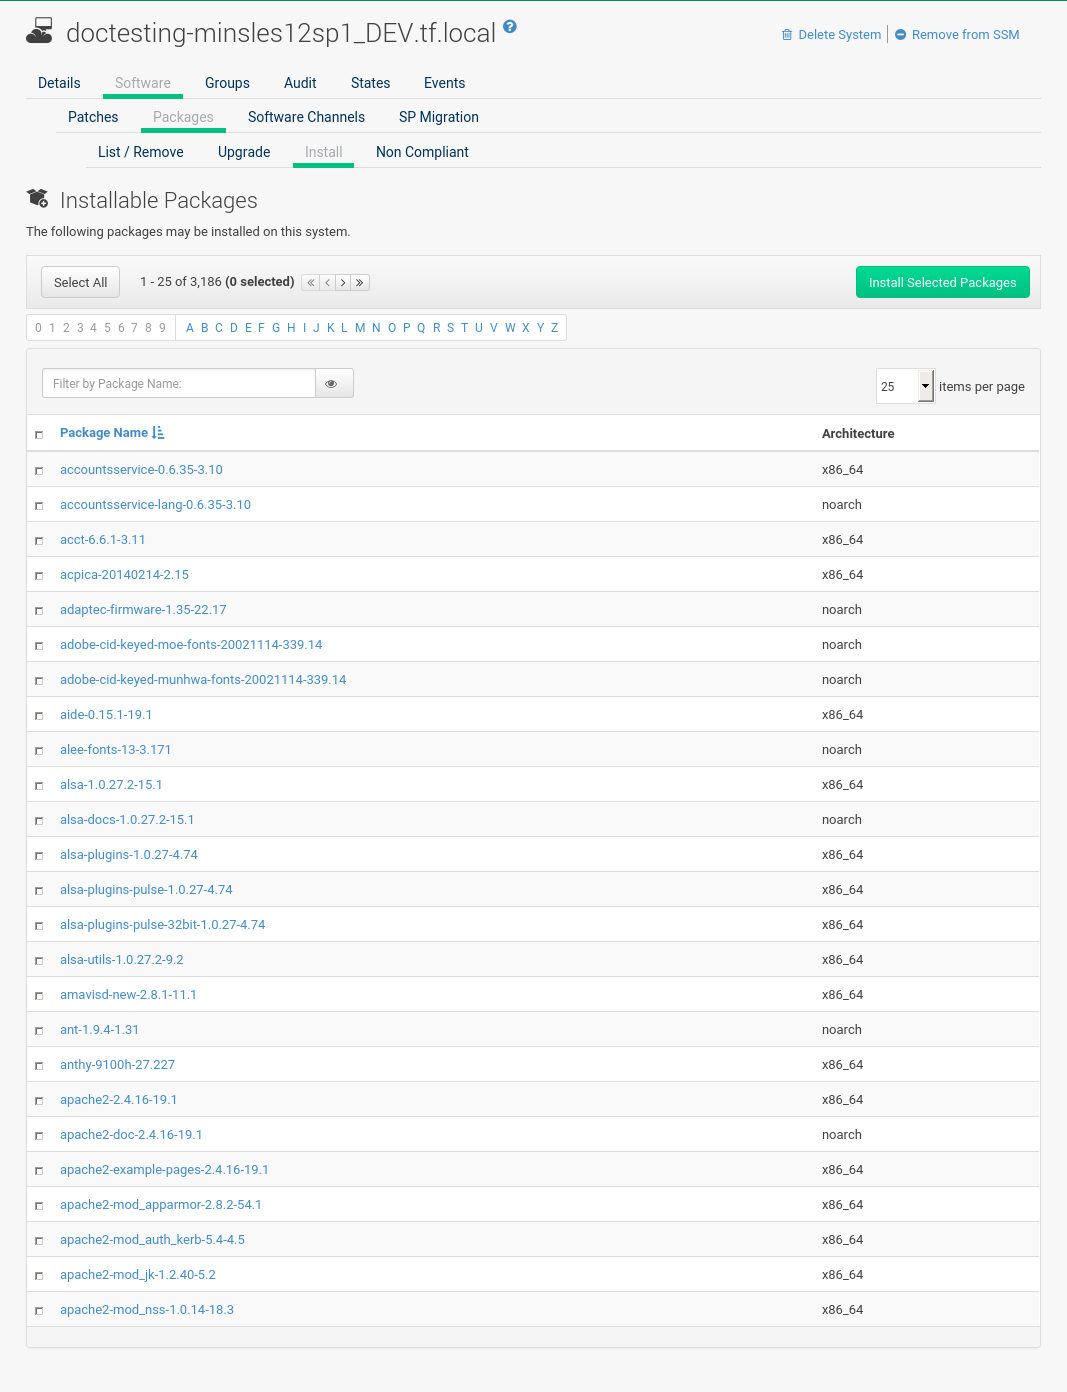 doctesting-minsles12sp1_DEV.tf.local
Delete System Remove from SSM
Details Software Groups Audit States Events
Patches Packages Software Channels SP Migration
List / Remove Upgrade Install Non Compliant
Installable Packages
The following packages may be installed on this system.
Select All 1 - 25 of 3,186 (0 selected) Install Selected Packages
0 1 2 3 4 5 6 7 8 9 A B C D E F G H I J K L M N O P Q R S T U V W X Y Z
Filter by Package Name: 25 items per page
Package Name Architecture
accountsservice-0.6.35-3.10 x86_64
accountsservice-lang-0.6.35-3.10 noarch
acct-6.6.1-3.11 x86_64
acpica-20140214-2.15 x86_64
adaptec-firmware-1.35-22.17 noarch
adobe-cid-keyed-moe-fonts-20021114-339.14 noarch
adobe-cid-keyed-munhwa-fonts-20021114-339.14 noarch
aide-0.15.1-19.1 x86_64
alee-fonts-13-3.171 noarch
alsa-1.0.27.2-15.1 x86_64
alsa-docs-1.0.27.2-15.1 noarch
alsa-plugins-1.0.27-4.74 x86_64
alsa-plugins-pulse-1.0.27-4.74 x86_64
alsa-plugins-pulse-32bit-1.0.27-4.74 x86_64
alsa-utils-1.0.27.2-9.2 x86_64
amavisd-new-2.8.1-11.1 x86_64
ant-1.9.4-1.31 noarch
anthy-9100h-27.227 x86_64
apache2-2.4.16-19.1 x86_64
apache2-doc-2.4.16-19.1 noarch
apache2-example-pages-2.4.16-19.1 x86_64
apache2-mod_apparmor-2.8.2-54.1 x86_64
apache2-mod_auth_kerb-5.4-4.5 x86_64
apache2-mod_jk-1.2.40-5.2 x86_64
apache2-mod_nss-1.0.14-18.3 x86_64